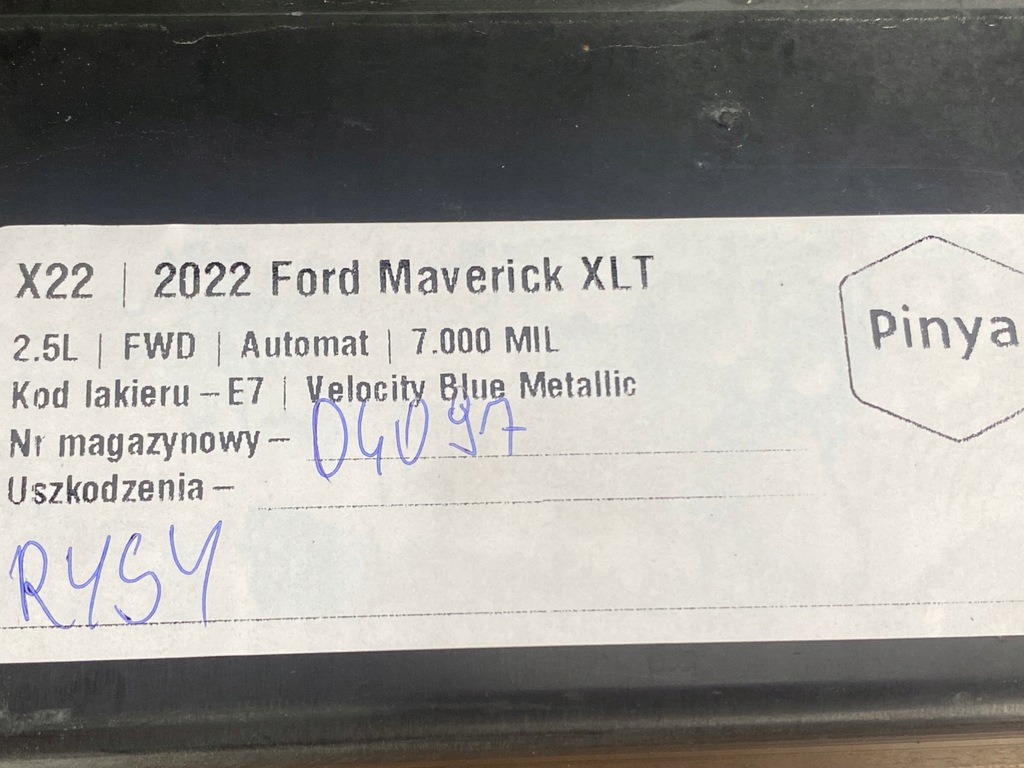 X22 | 2022 Ford Maverick XLT
2.5L | FWD | Automat | 7.000 MIL
Kod lakieru – E7 | Velocity Blue Metallic
Nr magazynowy – 04097
Uszkodzenia –
RYSY
Pinya